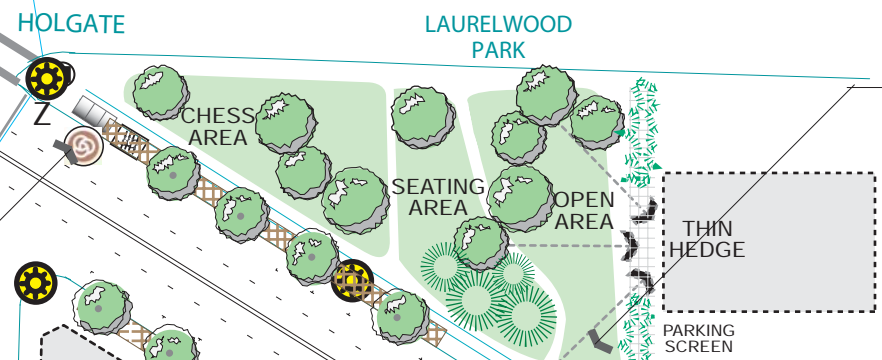 HOLGATE
LAURELWOOD
PARK
Z
CHESS
AREA
SEATING
AREA
OPEN
AREA
THIN
HEDGE
PARKING
SCREEN